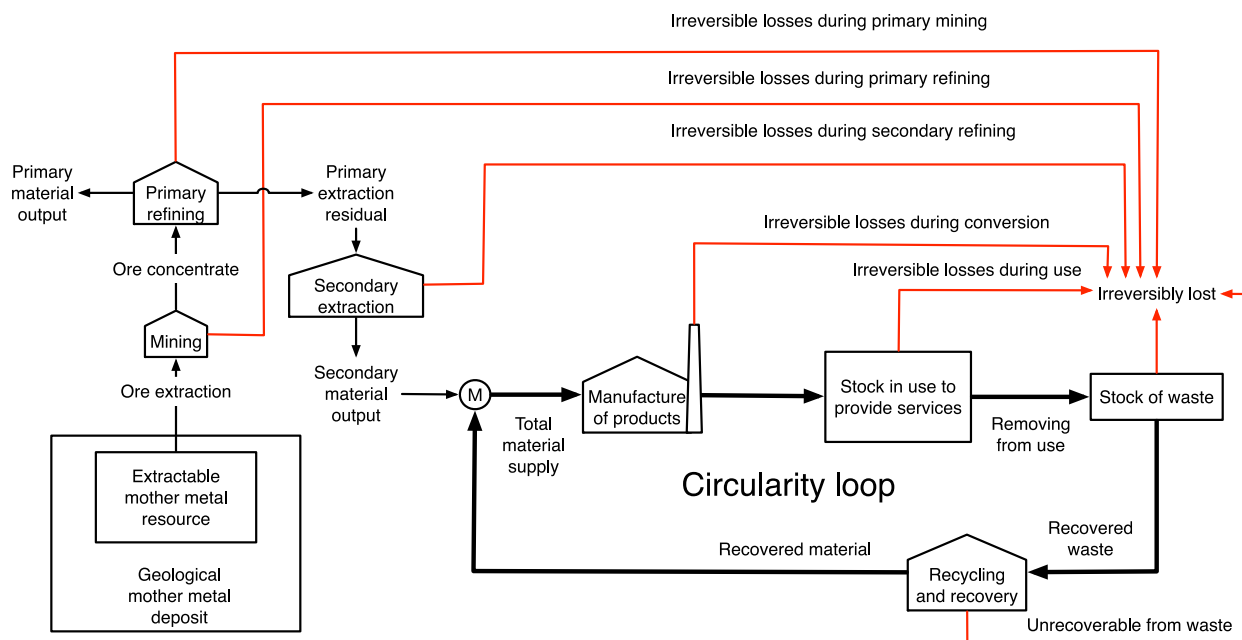 Irreversible losses during primary mining
Irreversible losses during primary refining
Irreversible losses during secondary refining
Primary
material
output
Primary
refining
Primary
extraction
residual
Irreversible losses during conversion
Ore concentrate
Secondary
extraction
Irreversible losses during use
Irreversibly lost
Mining
Ore extraction
Secondary
material
output
M
Total
material
supply
Manufacture
of products
Stock in use to
provide services
Removing
from use
Stock of waste
Extractable
mother metal
resource
Geological
mother metal
deposit
Circularity loop
Recovered material
Recovered
waste
Recycling
and recovery
Unrecoverable from waste